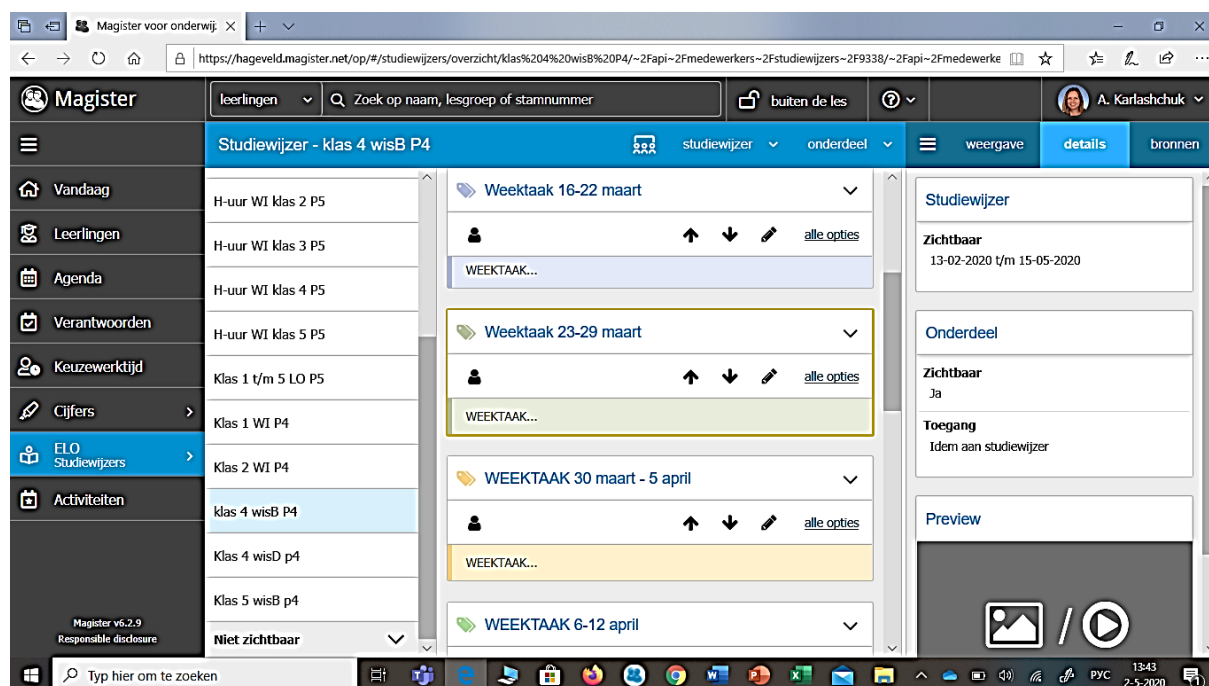 Magister voor onderwij:
https://hageveld.magister.net/op/#/studiewijzers/overzicht/klas%204%20wisB%20P4/~2Fapi~2Fmedewerkers~2Fstudiewijzers~2F9338/~2Fapi~2Fmedewerke
Magister
leerlingen
Zoek op naam, lesgroep of stamnummer
buiten de les
A. Karlashchuk
Studiewijzer - klas 4 wisB P4
studiewijzer
onderdeel
weergave
details
bronnen
Vandaag
Leerlingen
Agenda
Verantwoorden
Keuzewerktijd
Cijfers
ELO
Studiewijzers
Activiteiten
Magister v6.2.9
Responsible disclosure
H-uur WI klas 2 P5
H-uur WI klas 3 P5
H-uur WI klas 4 P5
H-uur WI klas 5 P5
Klas 1 t/m 5 LO P5
Klas 1 WI P4
Klas 2 WI P4
klas 4 wisB P4
Klas 4 wisD p4
Klas 5 wisB p4
Niet zichtbaar
Weektaak 16-22 maart
alle opties
WEEKTAAK...
Weektaak 23-29 maart
alle opties
WEEKTAAK...
WEEKTAAK 30 maart - 5 april
alle opties
WEEKTAAK...
WEEKTAAK 6-12 april
Studiewijzer
Zichtbaar
13-02-2020 t/m 15-05-2020
Onderdeel
Zichtbaar
Ja
Toegang
Idem aan studiewijzer
Preview
Typ hier om te zoeken
РУС
13:43
2-5-2020